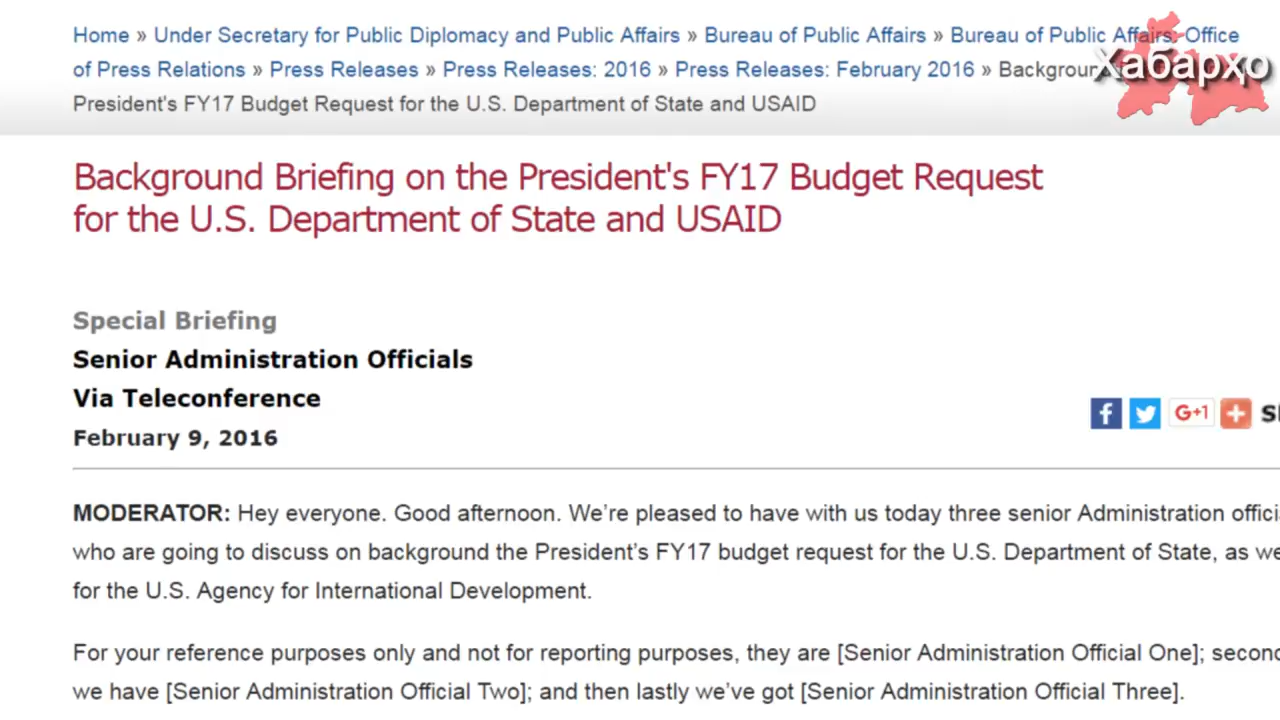 Home » Under Secretary for Public Diplomacy and Public Affairs » Bureau of Public Affairs » Bureau of Public Affairs: Office
of Press Relations » Press Releases » Press Releases: 2016 » Press Releases: February 2016 »
Хабарҳо
President's FY17 Budget Request for the U.S. Department of State and USAID
Background Briefing on the President's FY17 Budget Request
for the U.S. Department of State and USAID
Special Briefing
Senior Administration Officials
Via Teleconference
February 9, 2016
f G+1 +
MODERATOR: Hey everyone. Good afternoon. We’re pleased to have with us today three senior Administration
who are going to discuss on background the President’s FY17 budget request for the U.S. Department of State, as
for the U.S. Agency for International Development.
For your reference purposes only and not for reporting purposes, they are [Senior Administration Official One];
we have [Senior Administration Official Two]; and then lastly we’ve got [Senior Administration Official Three].